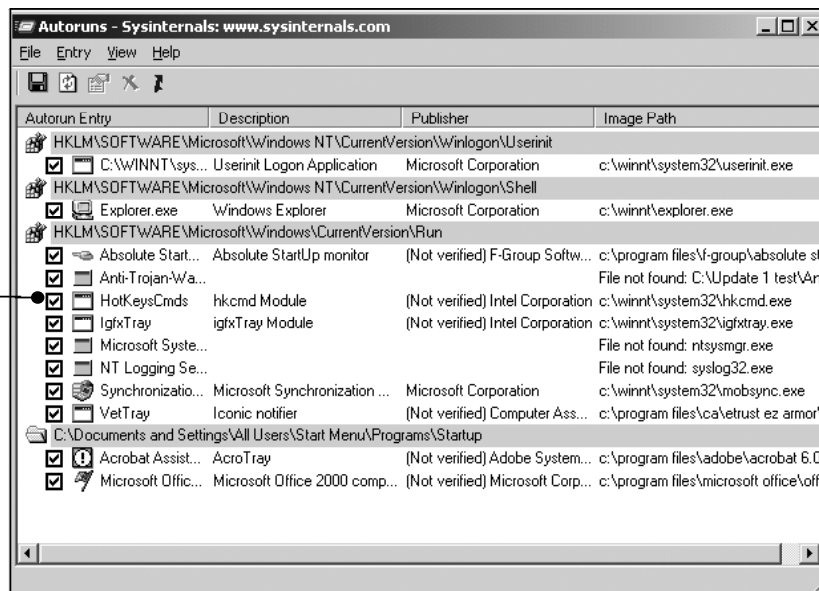 Autoruns - Sysinternals: www.sysinternals.com
File Entry View Help
Autorun Entry Description Publisher Image Path
HKLM\SOFTWARE\Microsoft\Windows NT\CurrentVersion\Winlogon\Userinit
C:\WINNT\sys... Userinit Logon Application Microsoft Corporation c:\winnt\system32\userinit.exe
HKLM\SOFTWARE\Microsoft\Windows NT\CurrentVersion\Winlogon\Shell
Explorer.exe Windows Explorer Microsoft Corporation c:\winnt\explorer.exe
HKLM\SOFTWARE\Microsoft\Windows\CurrentVersion\Run
Absolute Start... Absolute StartUp monitor (Not verified) F-Group Softw... c:\program files\f-group\absolute st
Anti-Trojan-Wa... File not found: C:\Update 1 test\An
HotKeysCmds hkcmd Module (Not verified) Intel Corporation c:\winnt\system32\hkcmd.exe
IgfxTray igfxTray Module (Not verified) Intel Corporation c:\winnt\system32\igfxtray.exe
Microsoft Syste... File not found: ntsysmgr.exe
NT Logging Se... File not found: syslog32.exe
Synchronizatio... Microsoft Synchronization ... Microsoft Corporation c:\winnt\system32\mobsync.exe
VetTray Iconic notifier (Not verified) Computer Ass... c:\program files\ca\etrust ez armor\
C:\Documents and Settings\All Users\Start Menu\Programs\Startup
Acrobat Assist... AcroTray (Not verified) Adobe System... c:\program files\adobe\acrobat 6.0
Microsoft Offic... Microsoft Office 2000 comp... (Not verified) Microsoft Corp... c:\program files\microsoft office\off